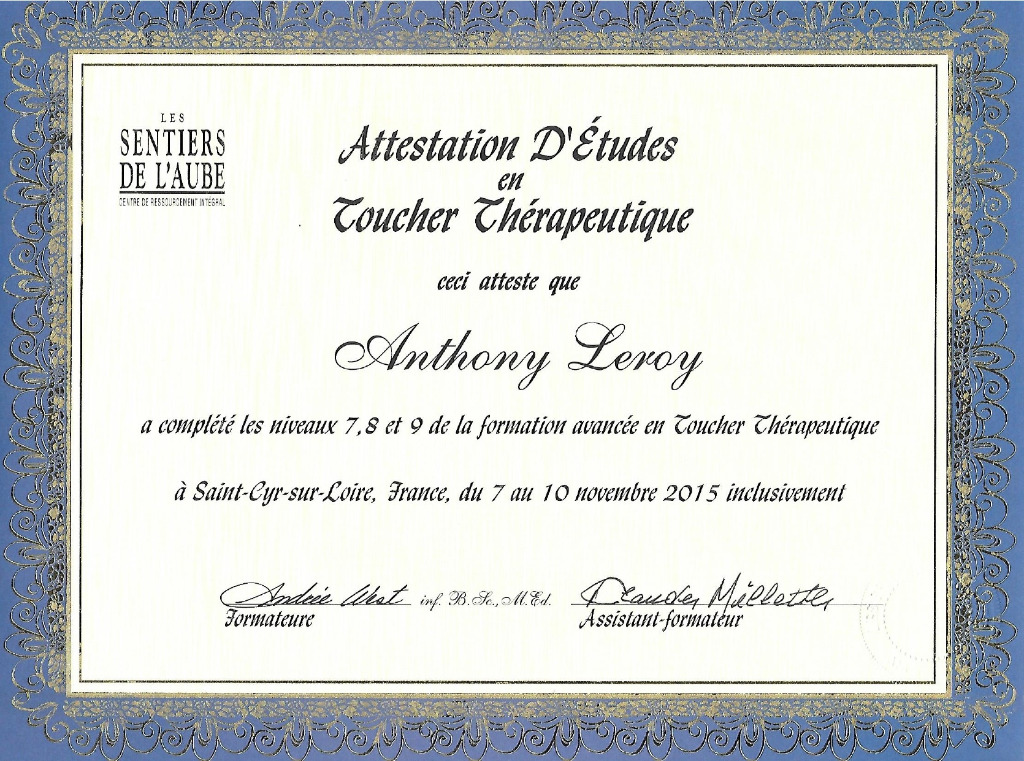 LES
SENTIERS
DE L'AUBE
CENTRE DE RESSOURCEMENT INTÉGRAL
Attestation D'Études
en
Toucher Thérapeutique
ceci atteste que
Anthony Leroy
a complété les niveaux 7,8 et 9 de la formation avancée en Toucher Thérapeutique
à Saint-Cyr-sur-Loire, France, du 7 au 10 novembre 2015 inclusivement
Andrée West inf. B.Sc., M.Ed.
Formateure
Assistant-formateur